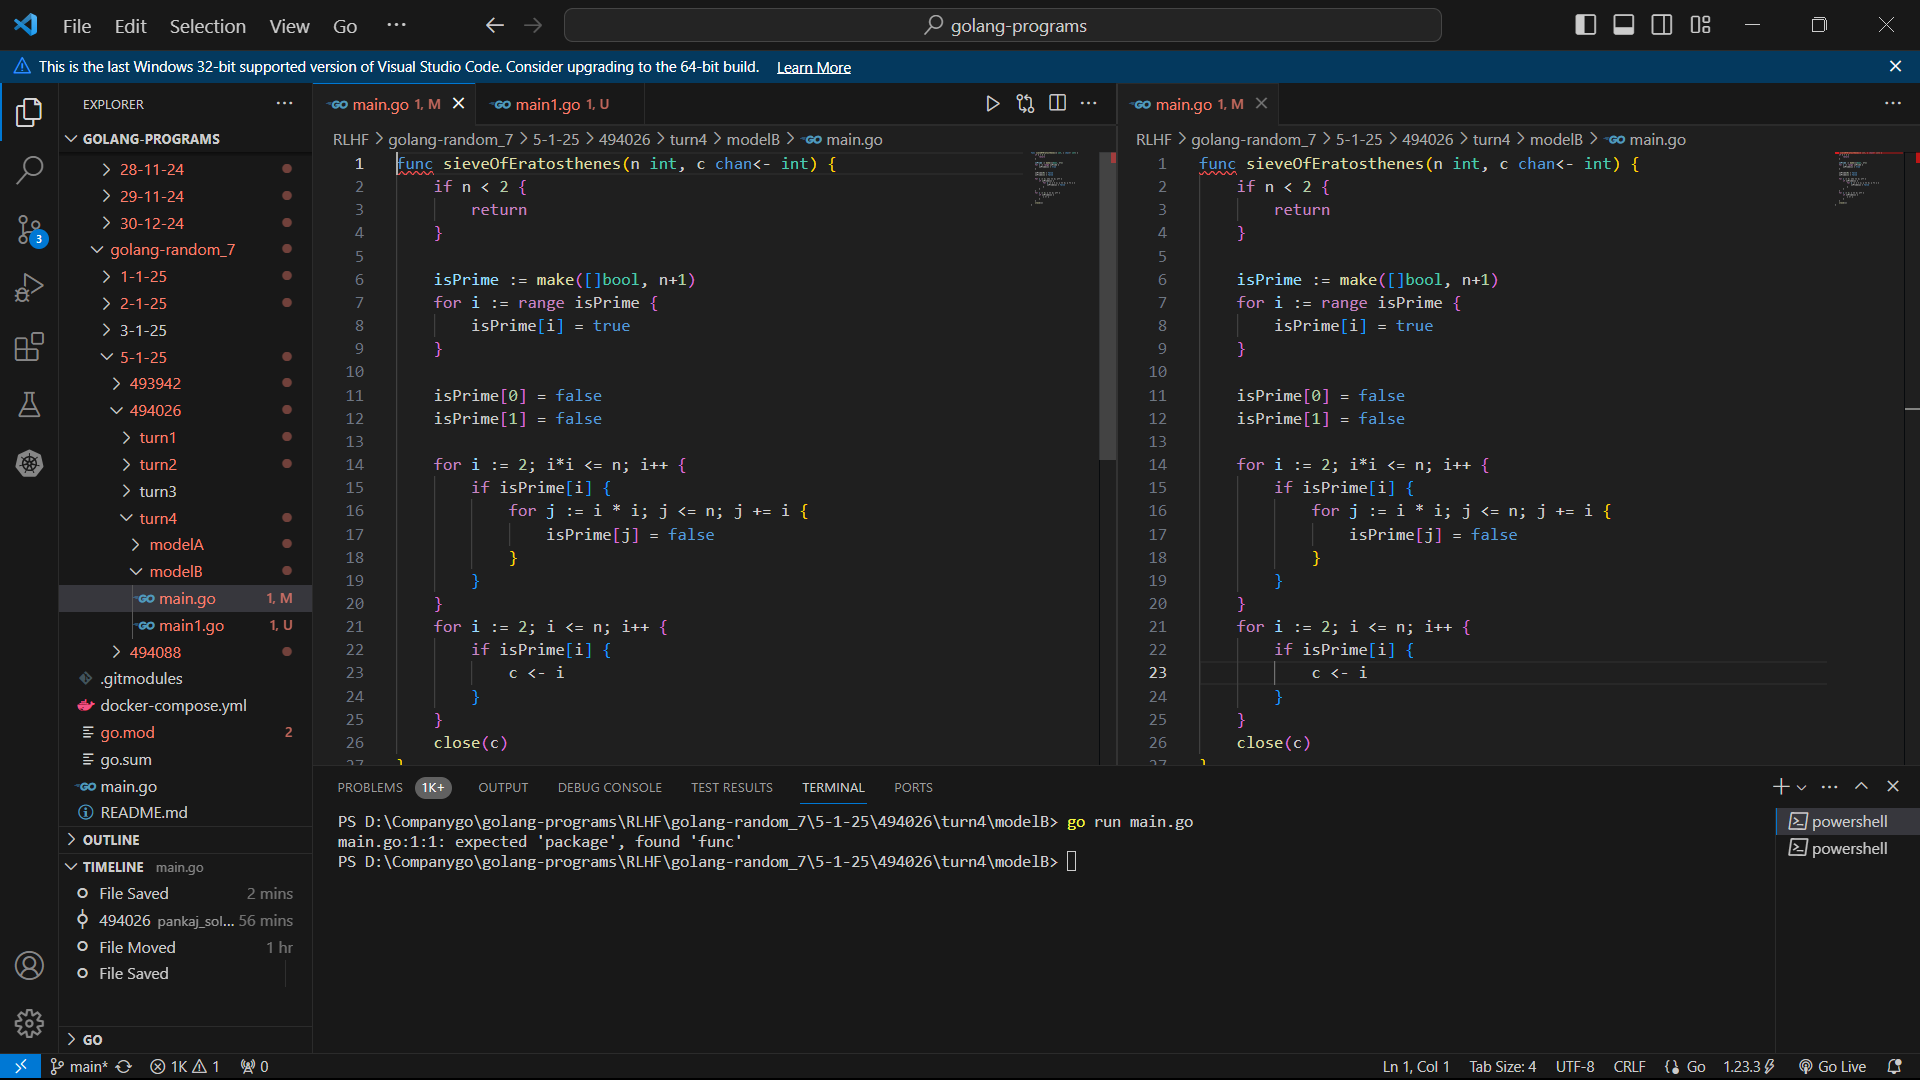 File Edit Selection View Go ··· golang-programs
This is the last Windows 32-bit supported version of Visual Studio Code. Consider upgrading to the 64-bit build. Learn More
EXPLORER
GOLANG-PROGRAMS
28-11-24
29-11-24
30-12-24
golang-random_7
1-1-25
2-1-25
3-1-25
5-1-25
493942
494026
turn1
turn2
turn3
turn4
modelA
modelB
main.go 1, M
main1.go 1, U
494088
.gitmodules
docker-compose.yml
go.mod 2
go.sum
main.go
README.md
OUTLINE
TIMELINE main.go
File Saved 2 mins
494026 pankaj_sol... 56 mins
File Moved 1 hr
File Saved
GO
3
main.go 1, M main1.go 1, U
RLHF > golang-random_7 > 5-1-25 > 494026 > turn4 > modelB > main.go
1 func sieveOfEratosthenes(n int, c chan<- int) {
2 if n < 2 {
3 return
4 }
5
6 isPrime := make([]bool, n+1)
7 for i := range isPrime {
8 isPrime[i] = true
9 }
10
11 isPrime[0] = false
12 isPrime[1] = false
13
14 for i := 2; i*i <= n; i++ {
15 if isPrime[i] {
16 for j := i * i; j <= n; j += i {
17 isPrime[j] = false
18 }
19 }
20 }
21 for i := 2; i <= n; i++ {
22 if isPrime[i] {
23 c <- i
24 }
25 }
26 close(c)
27 }
main.go 1, M
RLHF > golang-random_7 > 5-1-25 > 494026 > turn4 > modelB > main.go
1 func sieveOfEratosthenes(n int, c chan<- int) {
2 if n < 2 {
3 return
4 }
5
6 isPrime := make([]bool, n+1)
7 for i := range isPrime {
8 isPrime[i] = true
9 }
10
11 isPrime[0] = false
12 isPrime[1] = false
13
14 for i := 2; i*i <= n; i++ {
15 if isPrime[i] {
16 for j := i * i; j <= n; j += i {
17 isPrime[j] = false
18 }
19 }
20 }
21 for i := 2; i <= n; i++ {
22 if isPrime[i] {
23 c <- i
24 }
25 }
26 close(c)
27 }
PROBLEMS 1K+ OUTPUT DEBUG CONSOLE TEST RESULTS TERMINAL PORTS
PS D:\Companygo\golang-programs\RLHF\golang-random_7\5-1-25\494026\turn4\modelB> go run main.go
main.go:1:1: expected 'package', found 'func'
PS D:\Companygo\golang-programs\RLHF\golang-random_7\5-1-25\494026\turn4\modelB>
powershell
powershell
main* 1K 1 0 Ln 1, Col 1 Tab Size: 4 UTF-8 CRLF Go 1.23.3 Go Live